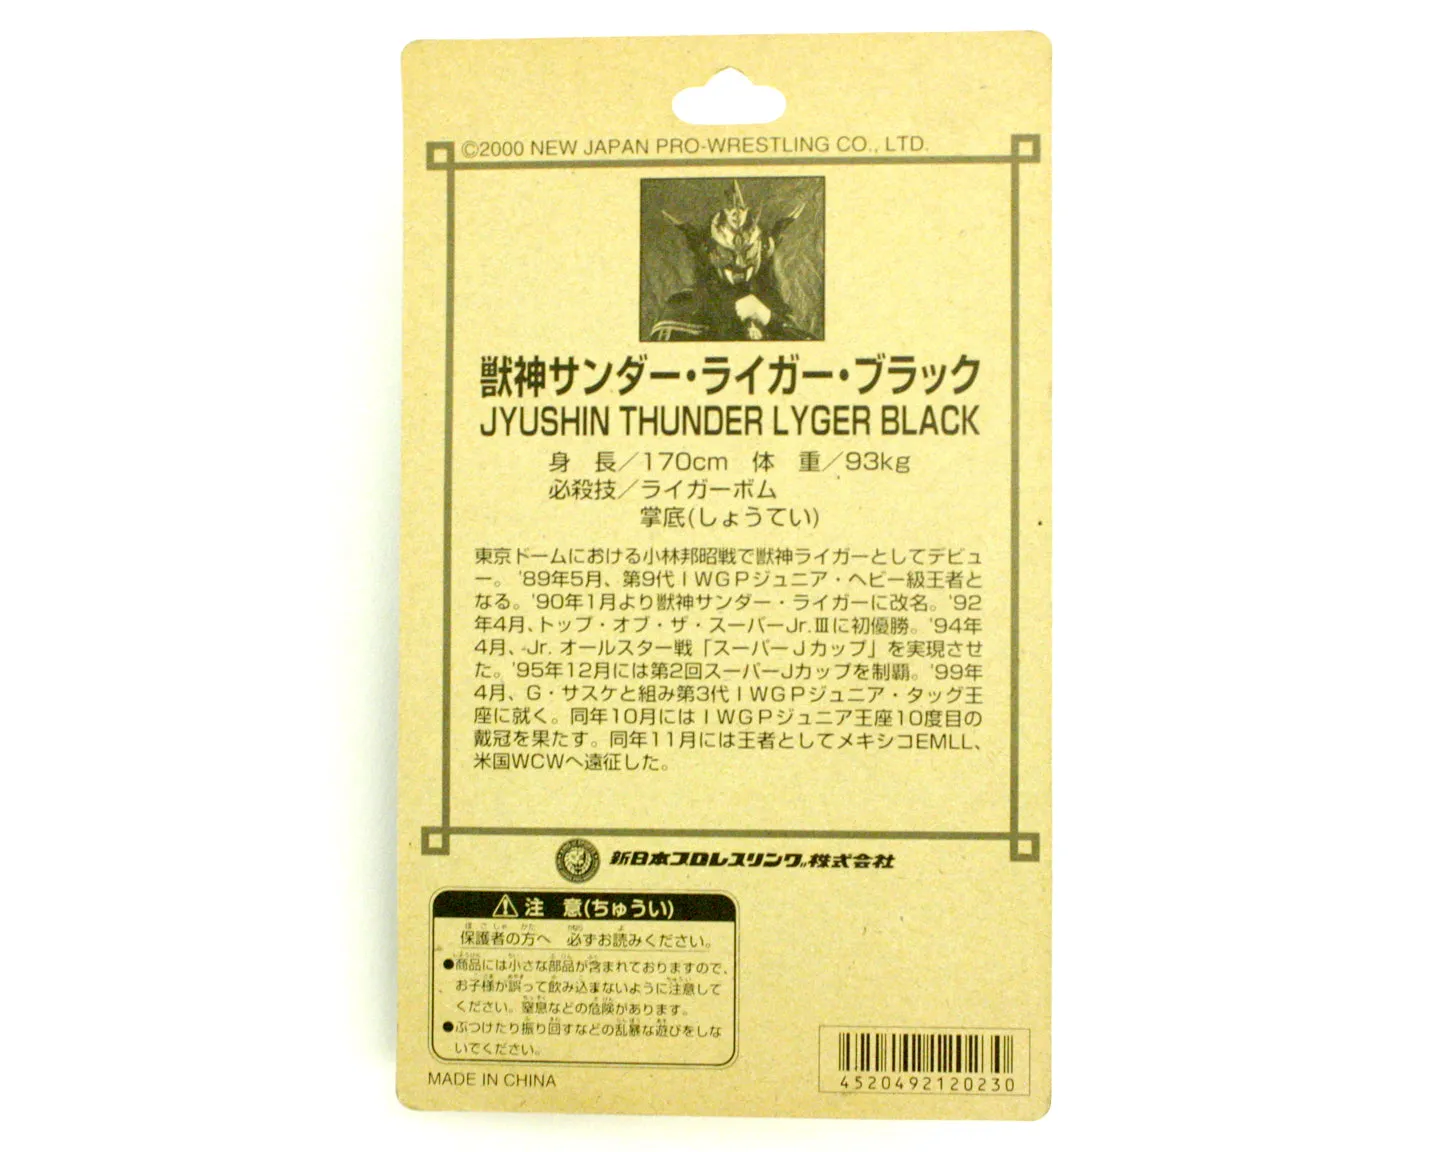 ©2000 NEW JAPAN PRO-WRESTLING CO., LTD.
獣神サンダー・ライガー・ブラック
JYUSHIN THUNDER LYGER BLACK
身　長／170cm　体　重／93kg
必殺技／ライガーボム
掌底(しょうてい)
東京ドームにおける小林邦昭戦で獣神ライガーとしてデビュ
ー。'89年5月、第9代ＩＷＧＰジュニア・ヘビー級王者と
なる。'90年1月より獣神サンダー・ライガーに改名。'92
年4月、トップ・オブ・ザ・スーパーJr.Ⅲに初優勝。'94年
4月、Jr. オールスター戦「スーパーＪカップ」を実現させ
た。'95年12月には第2回スーパーJカップを制覇。'99年
4月、G・サスケと組み第3代ＩＷＧＰジュニア・タッグ王
座に就く。同年10月にはＩＷＧＰジュニア王座10度目の
戴冠を果たす。同年11月には王者としてメキシコEMLL、
米国WCWへ遠征した。
新日本プロレスリング株式会社
注　意(ちゅうい)
保護者の方へ　必ずお読みください。
●商品には小さな部品が含まれておりますので、
お子様が誤って飲み込まないように注意して
ください。窒息などの危険があります。
●ぶつけたり振り回すなどの乱暴な遊びをしな
いでください。
MADE IN CHINA
4520492120230